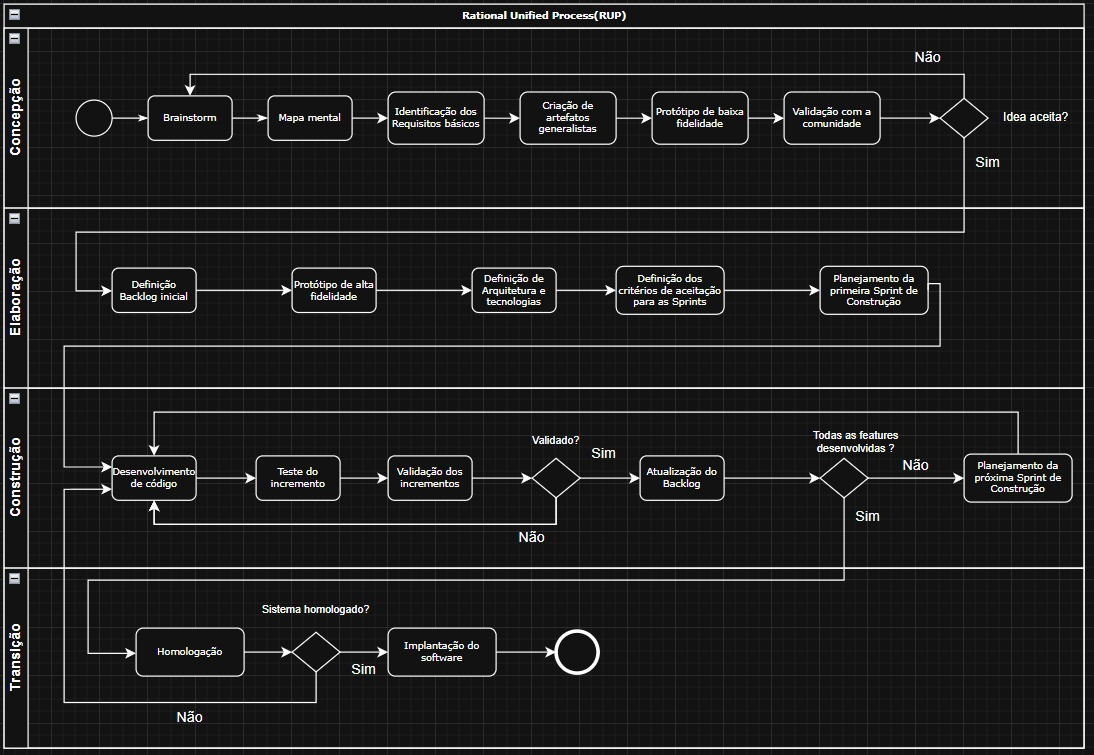 Rational Unified Process(RUP)
Concepção
Não
Brainstorm
Mapa mental
Identificação dos
Requisitos básicos
Criação de
artefatos
generalistas
Protótipo de baixa
fidelidade
Validação com a
comunidade
Idea aceita?
Sim
Elaboração
Definição
Backlog inicial
Protótipo de alta
fidelidade
Definição de
Arquitetura e
tecnologias
Definição dos
critérios de aceitação
para as Sprints
Planejamento da
primeira Sprint de
Construção
Construção
Desenvolvimento
de código
Teste do
incremento
Validação dos
incrementos
Validado?
Sim
Não
Atualização do
Backlog
Todas as features
desenvolvidas ?
Não
Sim
Planejamento da
próxima Sprint de
Construção
Transição
Homologação
Sistema homologado?
Sim
Não
Implantação do
software